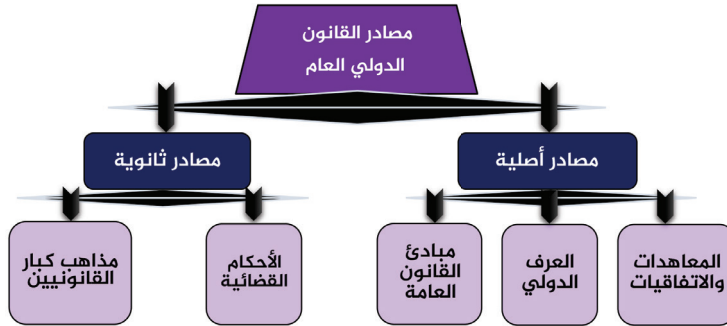 مصادر القانون
الدولي العام
مصادر أصلية
مصادر ثانوية
المعاهدات
والاتفاقيات
العرف
الدولي
مبادئ
القانون
العامة
الأحكام
القضائية
مذاهب كبار
القانونيين